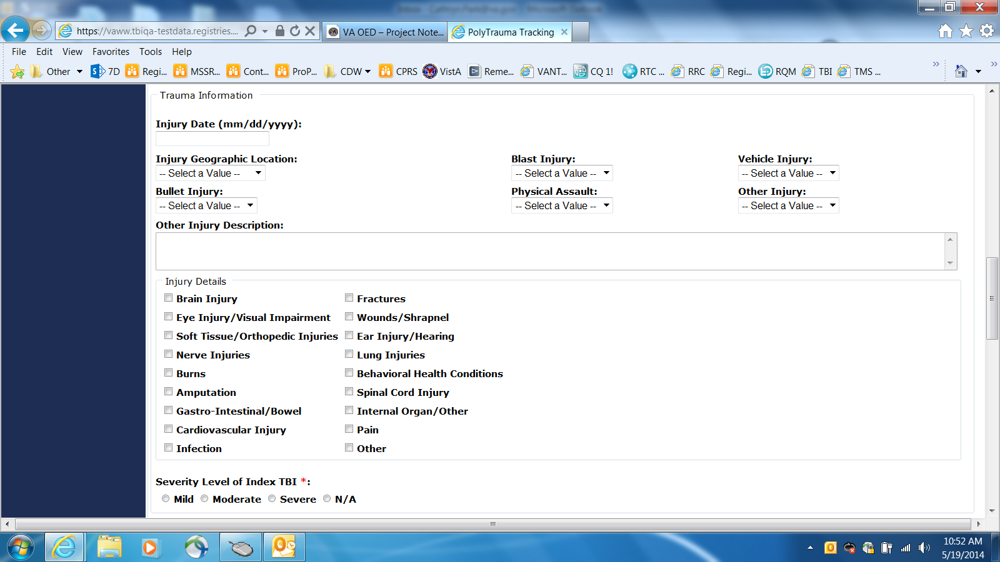 https://vaww.tbiqa-testdata.registries....
VA OED – Project Note...
PolyTrauma Tracking
File Edit View Favorites Tools Help
Other 7D Regi... MSSR... Cont... ProP... CDW CPRS VistA Reme... VANT... CQ 1! RTC ... RRC Regi... RQM TBI TMS ...
Trauma Information
Injury Date (mm/dd/yyyy):
Injury Geographic Location: Blast Injury: Vehicle Injury:
-- Select a Value -- -- Select a Value -- -- Select a Value --
Bullet Injury: Physical Assault: Other Injury:
-- Select a Value -- -- Select a Value -- -- Select a Value --
Other Injury Description:
Injury Details
Brain Injury Fractures
Eye Injury/Visual Impairment Wounds/Shrapnel
Soft Tissue/Orthopedic Injuries Ear Injury/Hearing
Nerve Injuries Lung Injuries
Burns Behavioral Health Conditions
Amputation Spinal Cord Injury
Gastro-Intestinal/Bowel Internal Organ/Other
Cardiovascular Injury Pain
Infection Other
Severity Level of Index TBI *:
Mild Moderate Severe N/A
10:52 AM
5/19/2014